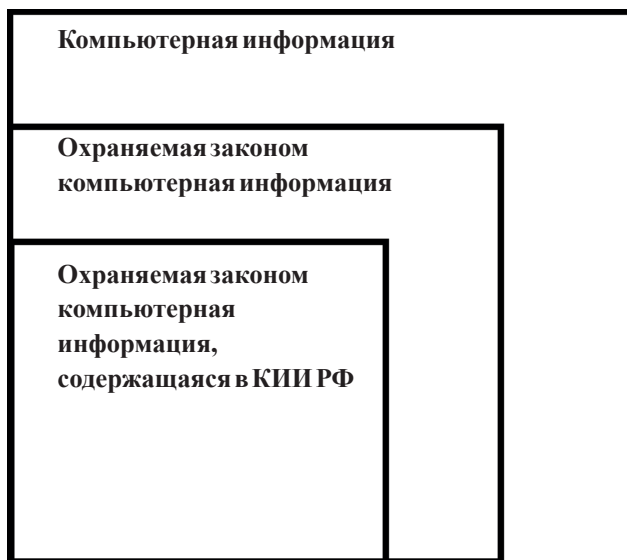 Компьютерная информация
Охраняемая законом
компьютерная информация
Охраняемая законом
компьютерная
информация,
содержащаяся в КИИ РФ